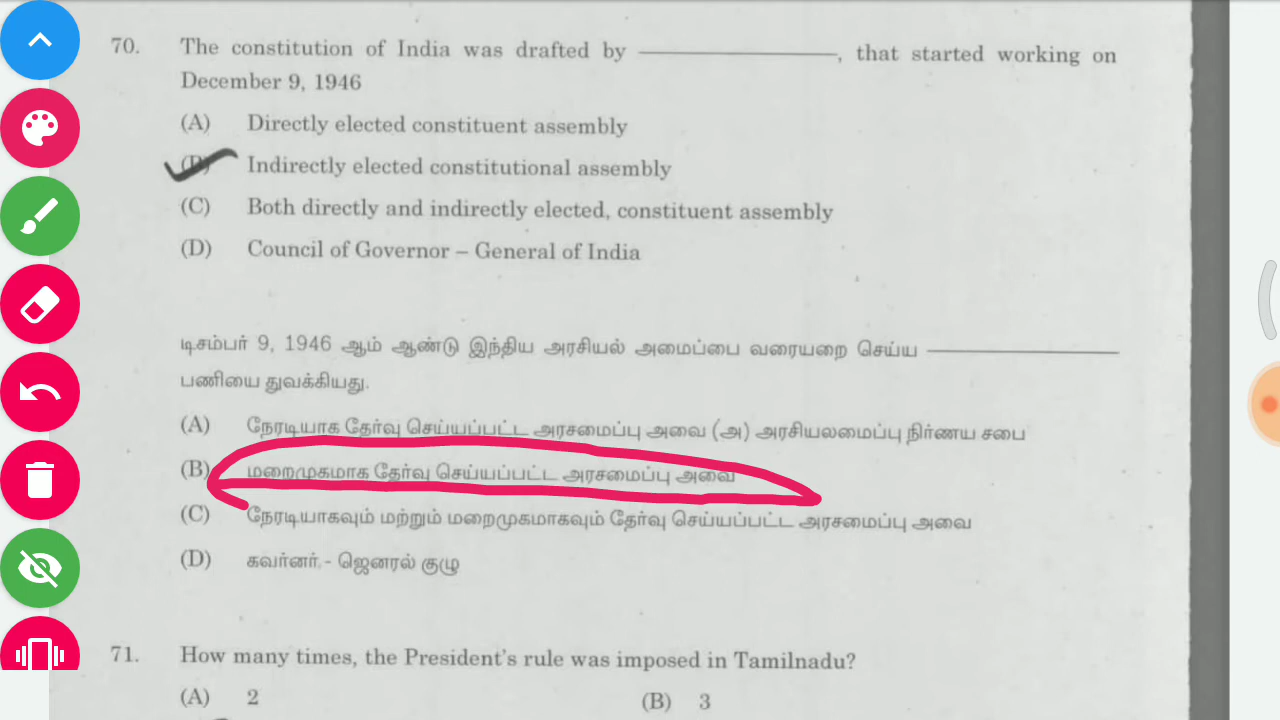 70. The constitution of India was drafted by ————, that started working on
December 9, 1946
(A) Directly elected constituent assembly
(B) Indirectly elected constitutional assembly
(C) Both directly and indirectly elected, constituent assembly
(D) Council of Governor – General of India
டிசம்பர் 9, 1946 ஆம் ஆண்டு இந்திய அரசியல் அமைப்பை வரையறை செய்ய ————
பணியை துவக்கியது.
(A) நேரடியாக தேர்வு செய்யப்பட்ட அரசமைப்பு அவை (அ) அரசியலமைப்பு நிர்ணய சபை
(B) மறைமுகமாக தேர்வு செய்யப்பட்ட அரசமைப்பு அவை
(C) நேரடியாகவும் மற்றும் மறைமுகமாகவும் தேர்வு செய்யப்பட்ட அரசமைப்பு அவை
(D) கவர்னர் - ஜெனரல் குழு
71. How many times, the President's rule was imposed in Tamilnadu?
(A) 2 (B) 3